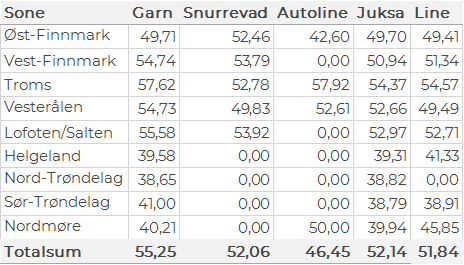 Sone Garn Snurrevad Autoline Juksa Line
Øst-Finnmark 49,71 52,46 42,60 49,70 49,41
Vest-Finnmark 54,74 53,79 0,00 50,94 51,34
Troms 57,62 52,78 57,92 54,37 54,57
Vesterålen 54,73 49,83 52,61 52,66 49,49
Lofoten/Salten 55,58 53,92 0,00 52,97 52,71
Helgeland 39,58 0,00 0,00 39,31 41,33
Nord-Trøndelag 38,65 0,00 0,00 38,82 0,00
Sør-Trøndelag 41,00 0,00 0,00 38,79 38,91
Nordmøre 40,21 0,00 50,00 39,94 45,85
Totalsum 55,25 52,06 46,45 52,14 51,84